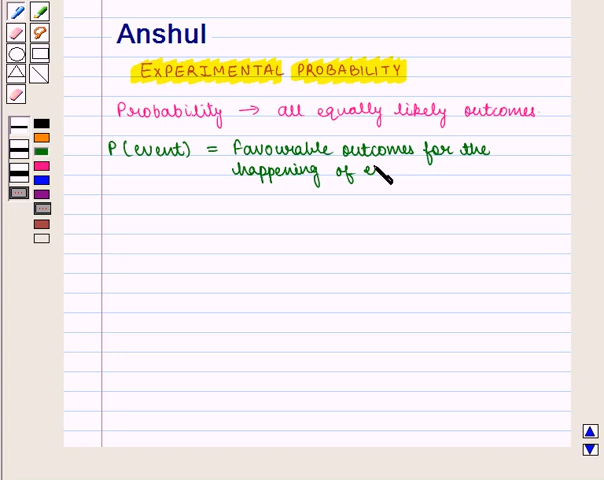 Anshul
EXPERIMENTAL PROBABILITY
Probability → all equally likely outcomes.
P(event) = Favourable outcomes for the
happening of e